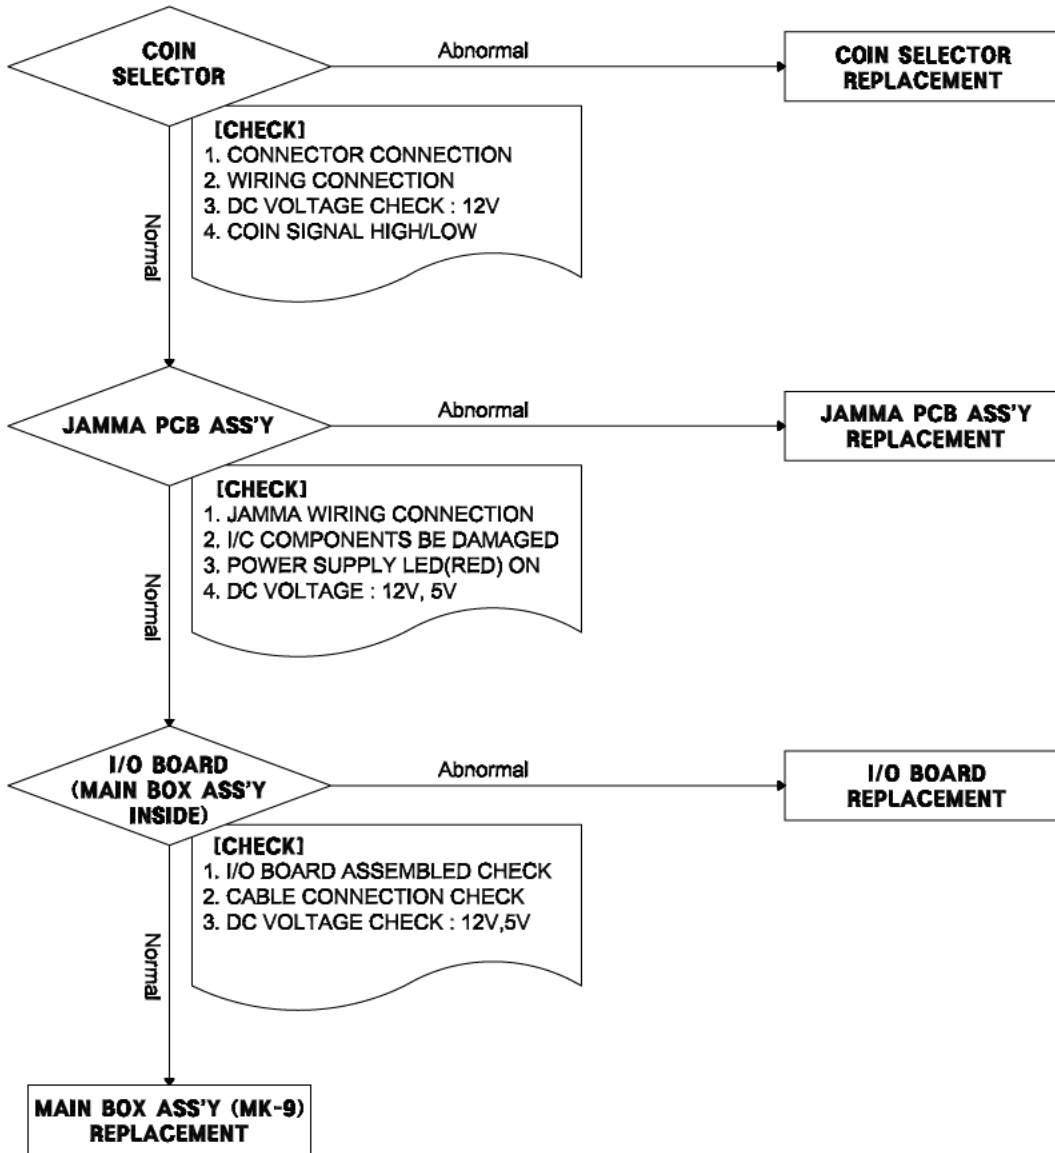 COIN
SELECTOR
Abnormal
COIN SELECTOR
REPLACEMENT
[CHECK]
1. CONNECTOR CONNECTION
2. WIRING CONNECTION
3. DC VOLTAGE CHECK : 12V
4. COIN SIGNAL HIGH/LOW
Normal
JAMMA PCB ASS'Y
Abnormal
JAMMA PCB ASS'Y
REPLACEMENT
[CHECK]
1. JAMMA WIRING CONNECTION
2. I/C COMPONENTS BE DAMAGED
3. POWER SUPPLY LED(RED) ON
4. DC VOLTAGE : 12V, 5V
Normal
I/O BOARD
(MAIN BOX ASS'Y
INSIDE)
Abnormal
I/O BOARD
REPLACEMENT
[CHECK]
1. I/O BOARD ASSEMBLED CHECK
2. CABLE CONNECTION CHECK
3. DC VOLTAGE CHECK : 12V,5V
Normal
MAIN BOX ASS'Y (MK-9)
REPLACEMENT